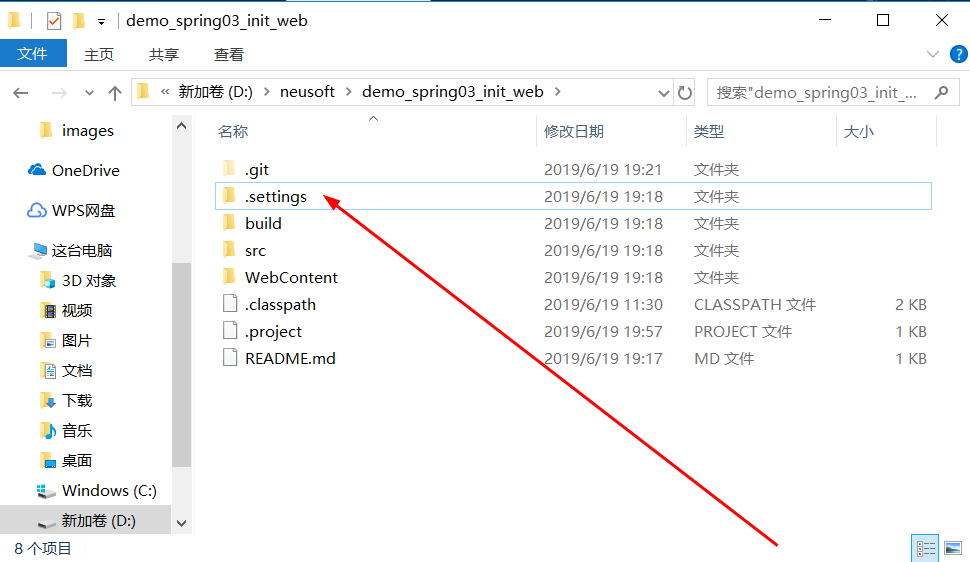 demo_spring03_init_web
文件 主页 共享 查看
« 新加卷 (D:) › neusoft › demo_spring03_init_web › 搜索"demo_spring03_init_...
images
OneDrive
WPS网盘
这台电脑
3D 对象
视频
图片
文档
下载
音乐
桌面
Windows (C:)
新加卷 (D:)
名称 修改日期 类型 大小
.git 2019/6/19 19:21 文件夹
.settings 2019/6/19 19:18 文件夹
build 2019/6/19 19:18 文件夹
src 2019/6/19 19:18 文件夹
WebContent 2019/6/19 19:18 文件夹
.classpath 2019/6/19 11:30 CLASSPATH 文件 2 KB
.project 2019/6/19 19:57 PROJECT 文件 1 KB
README.md 2019/6/19 19:17 MD 文件 1 KB
8 个项目